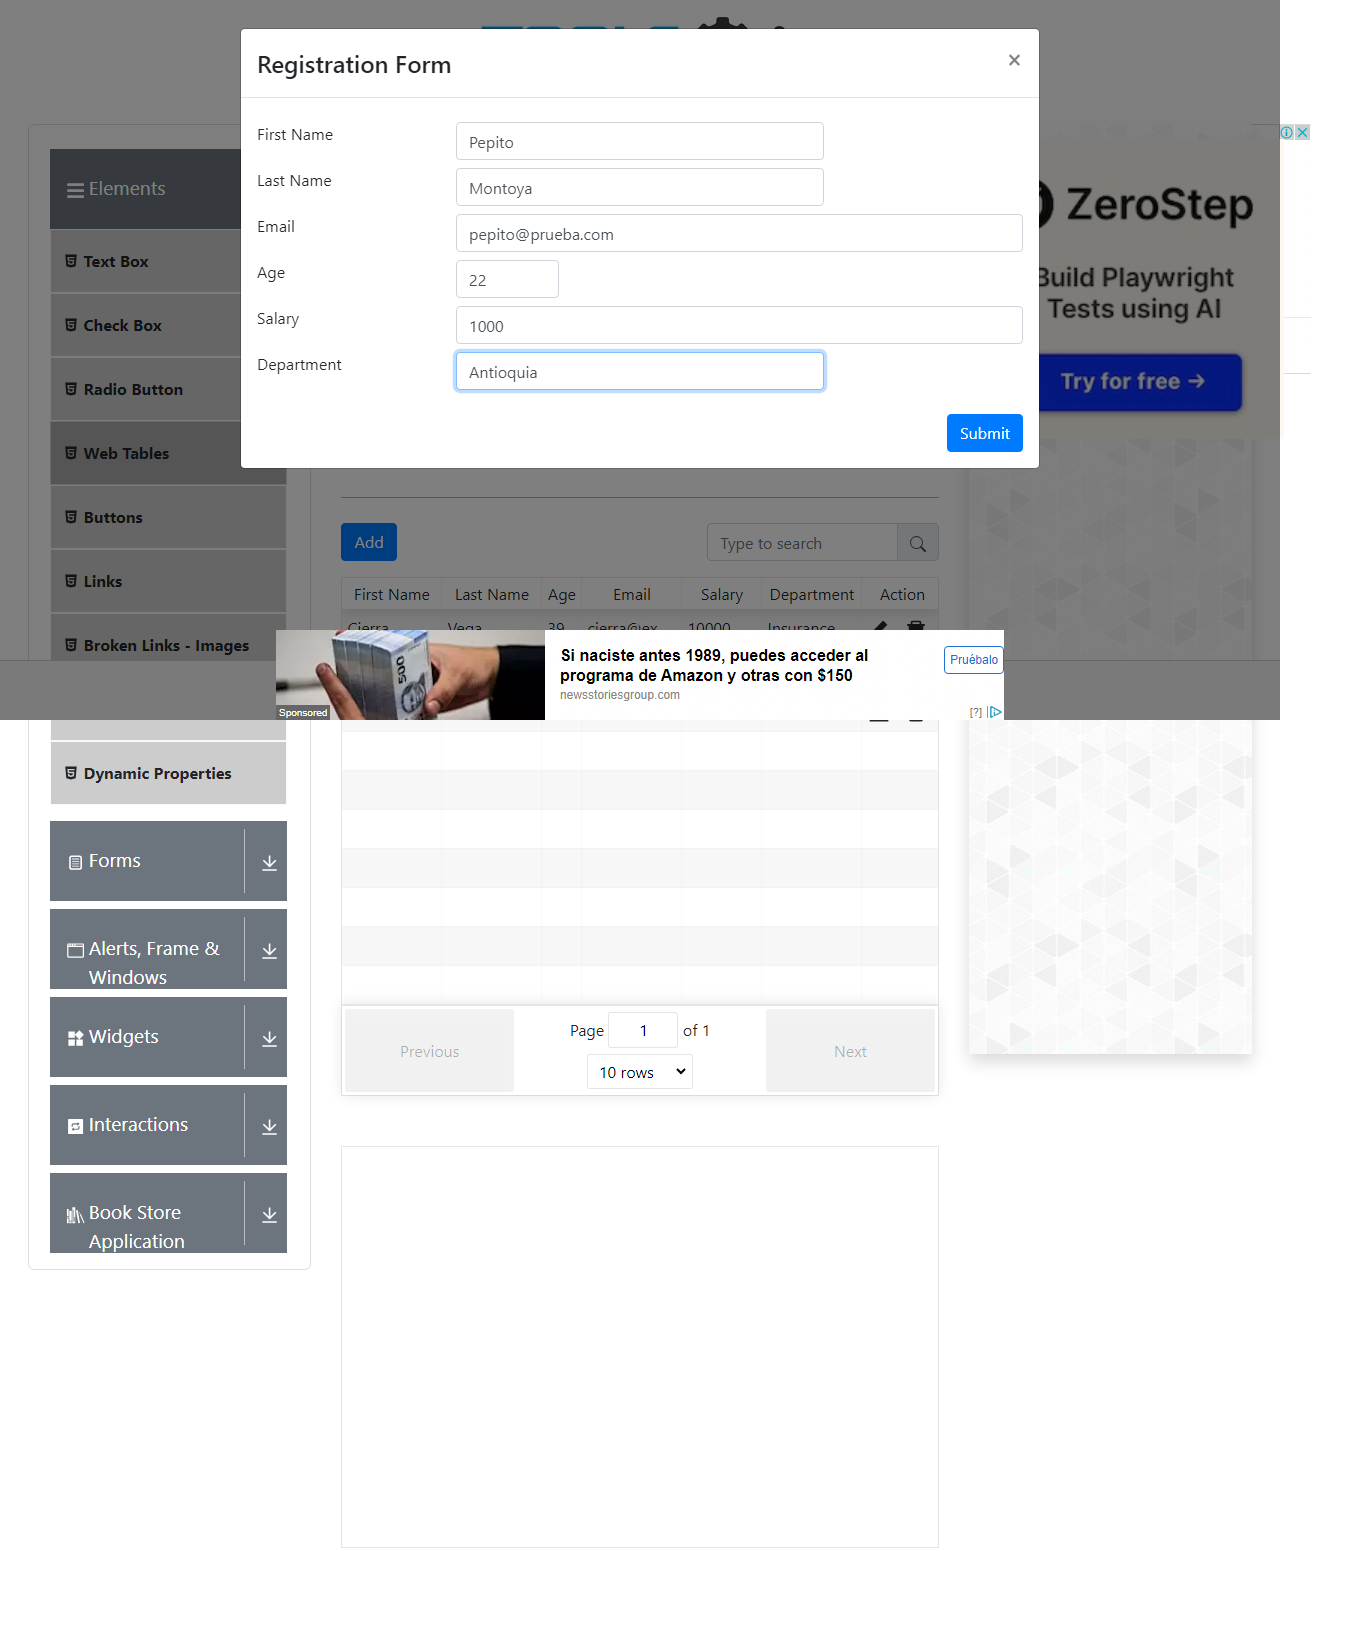 Registration Form
×
First Name
Pepito
Last Name
Montoya
Email
pepito@prueba.com
Age
22
Salary
1000
Department
Antioquia
Submit
Elements
Text Box
Check Box
Radio Button
Web Tables
Buttons
Links
Broken Links - Images
Dynamic Properties
Forms
Alerts, Frame &
Windows
Widgets
Interactions
Book Store
Application
Add
Type to search
First Name Last Name Age Email Salary Department Action
Cierra Vega 39 cierra@ex 10000 Insurance
500
Sponsored
Si naciste antes 1989, puedes acceder al
programa de Amazon y otras con $150
newsstoriesgroup.com
Pruébalo
[?]
Previous
Page 1 of 1
10 rows
Next
ZeroStep
Build Playwright
Tests using AI
Try for free →